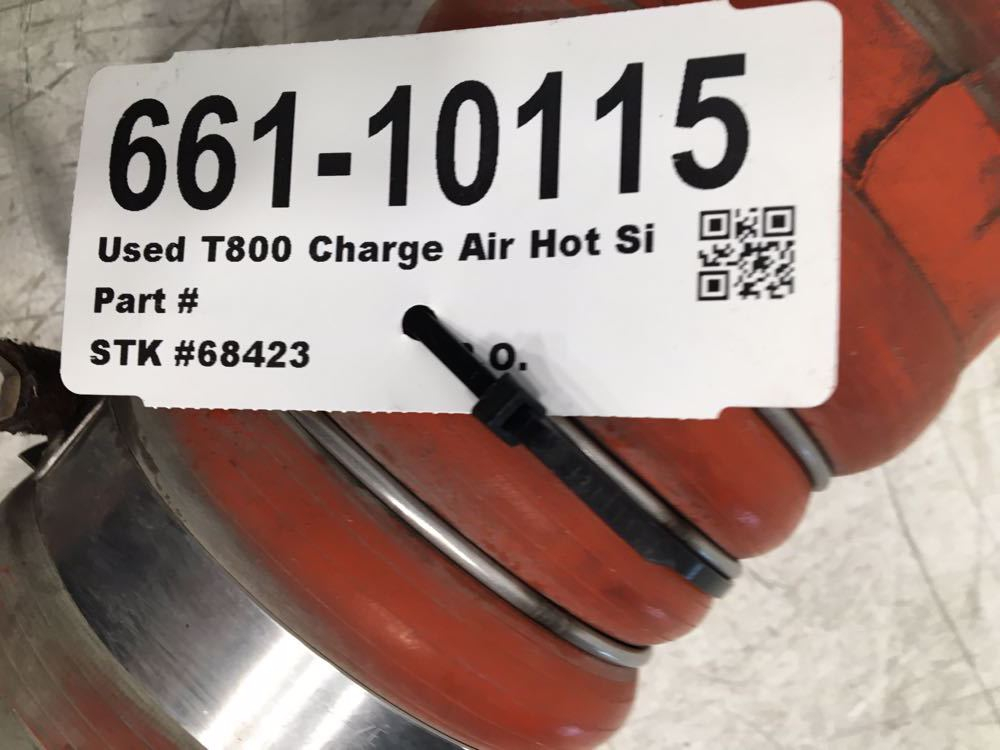 661-10115
Used T800 Charge Air Hot Si
Part #
STK #68423 O.